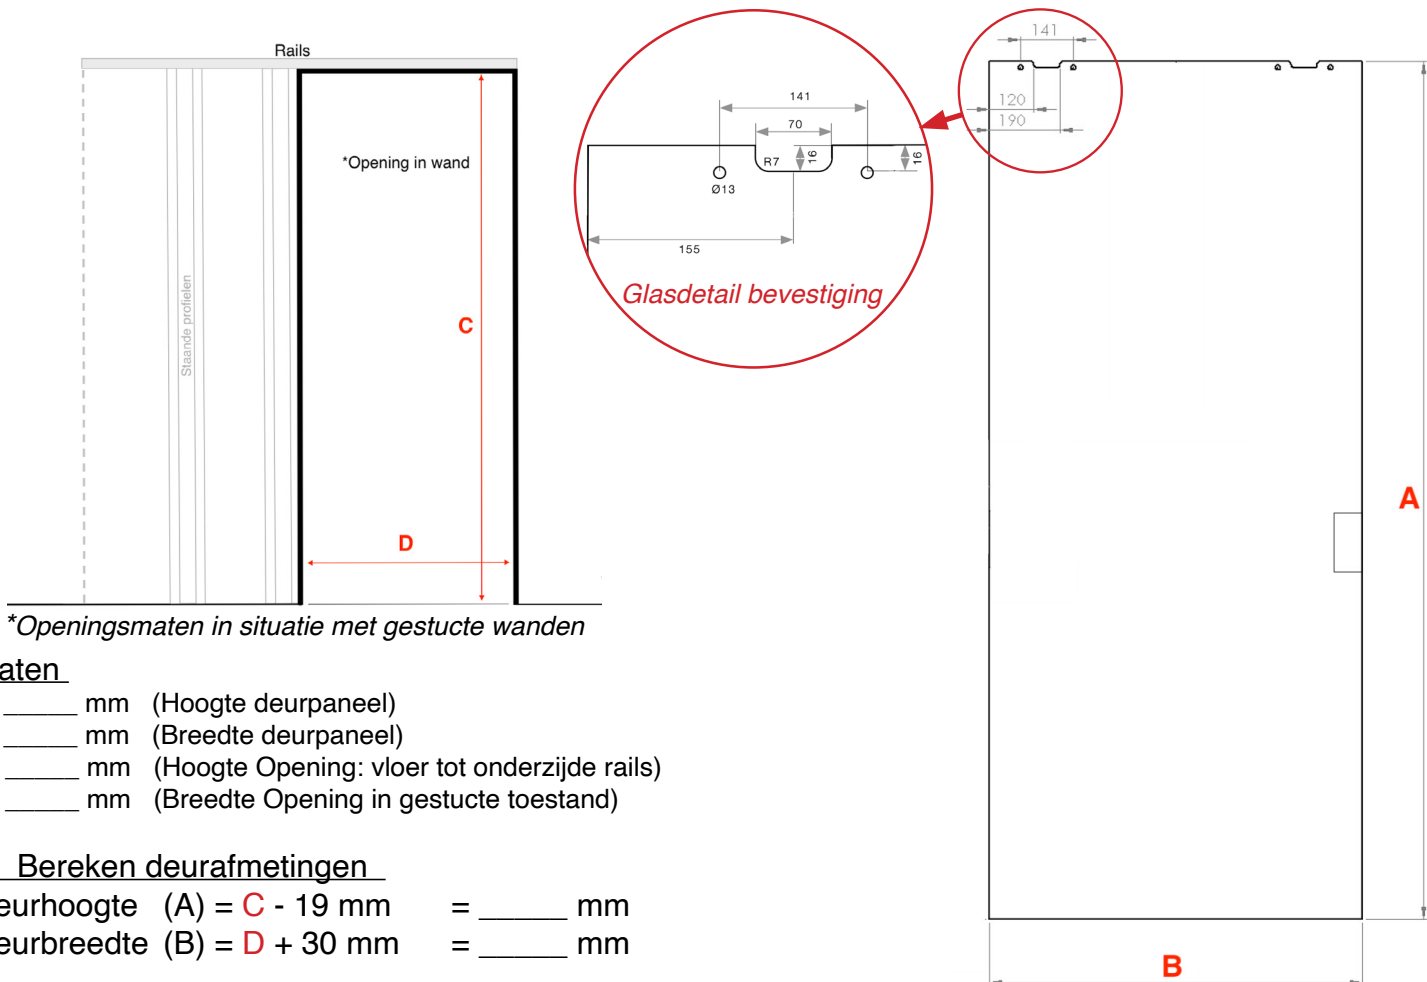 Rails
*Opening in wand
Staande profielen
C
D
*Openingsmaten in situatie met gestucte wanden
141
70
16
16
R7
Ø13
155
Glasdetail bevestiging
141
120
190
A
B
aten
_____ mm (Hoogte deurpaneel)
_____ mm (Breedte deurpaneel)
_____ mm (Hoogte Opening: vloer tot onderzijde rails)
_____ mm (Breedte Opening in gestucte toestand)
Bereken deurafmetingen
eurhoogte (A) = C - 19 mm = _____ mm
eurbreedte (B) = D + 30 mm = _____ mm